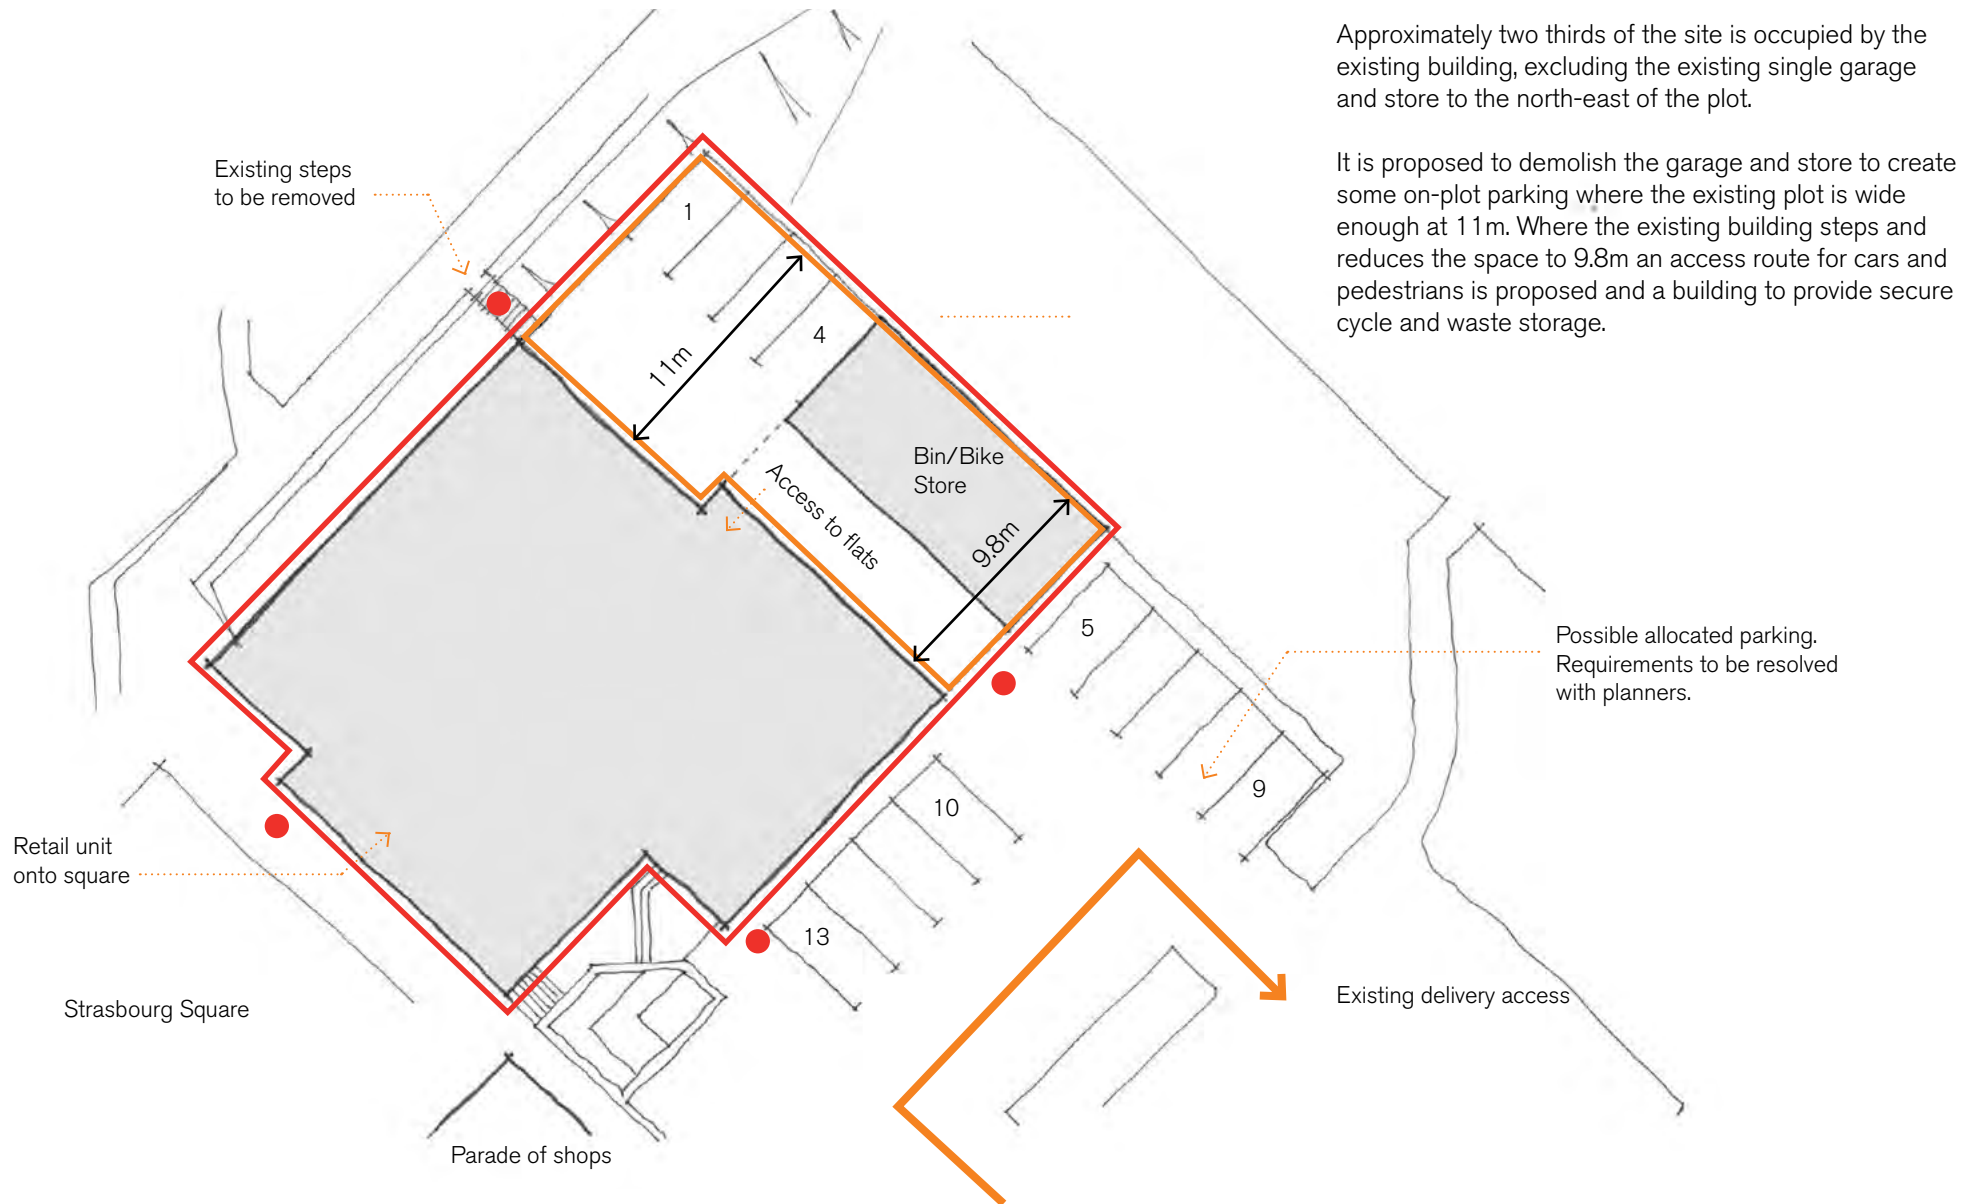 Approximately two thirds of the site is occupied by the
existing building, excluding the existing single garage
and store to the north-east of the plot.
It is proposed to demolish the garage and store to create
some on-plot parking where the existing plot is wide
enough at 11m. Where the existing building steps and
reduces the space to 9.8m an access route for cars and
pedestrians is proposed and a building to provide secure
cycle and waste storage.
Existing steps
to be removed
1
4
11m
Bin/Bike
Store
Access to flats
9.8m
5
Possible allocated parking.
Requirements to be resolved
with planners.
9
10
Retail unit
onto square
13
Strasbourg Square
Existing delivery access
Parade of shops